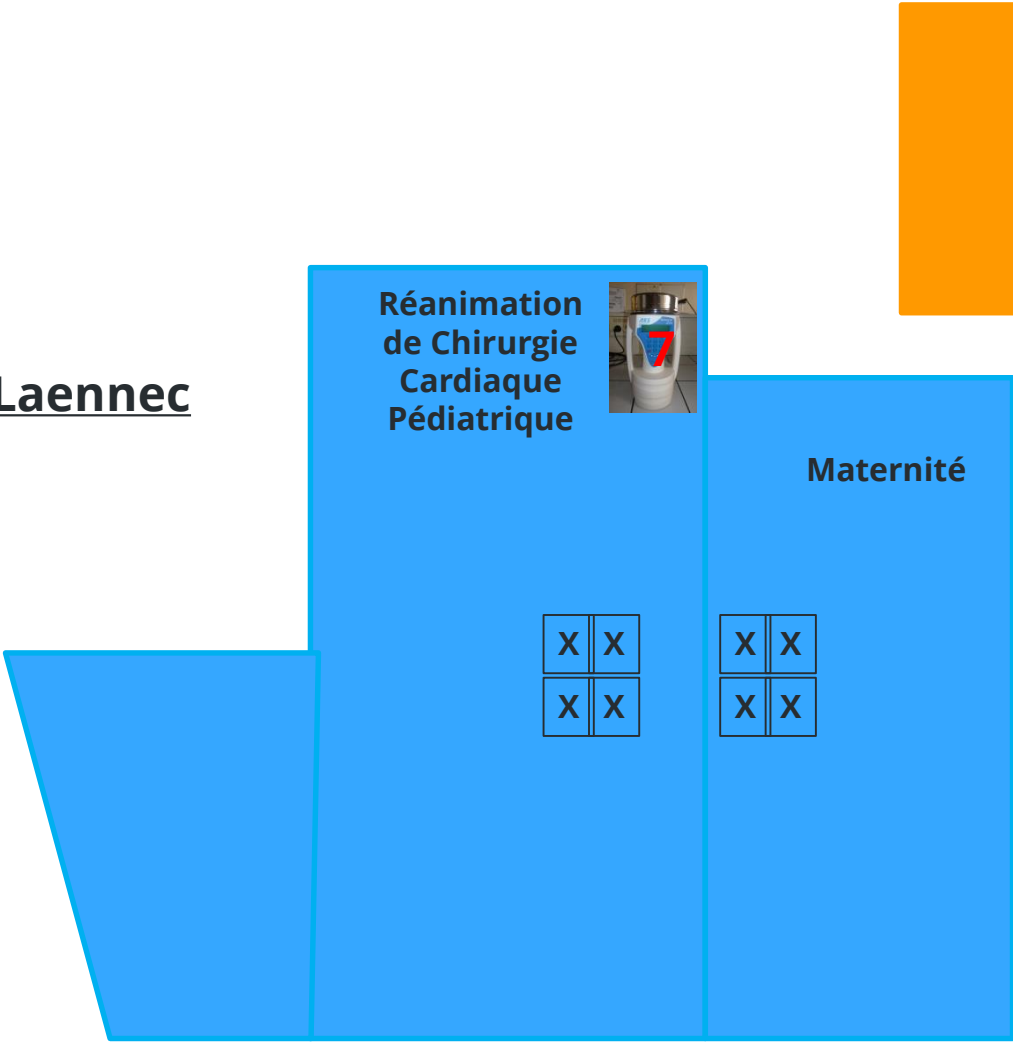 Réanimation
de Chirurgie
Cardiaque
Pédiatrique
7
Laennec
Maternité
X X X X
X X X X